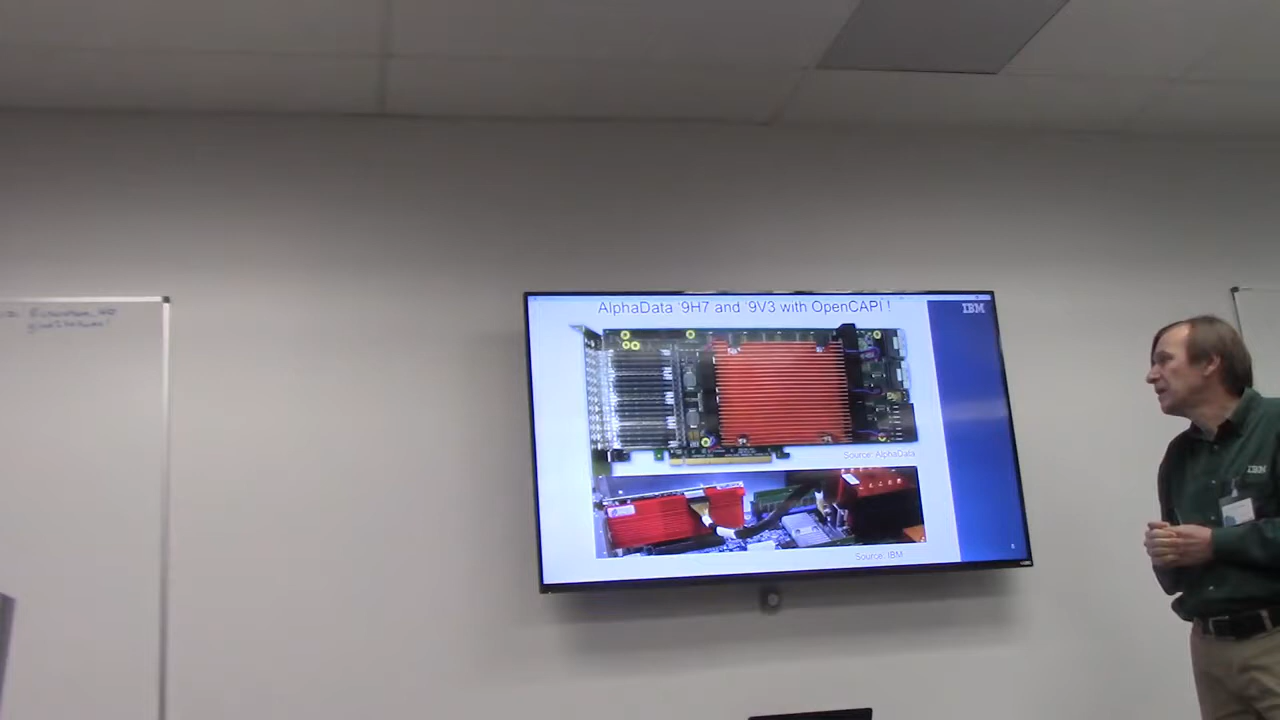 AlphaData '9H7 and '9V3 with OpenCAPI !
IBM
Source: AlphaData
Source: IBM
IBM